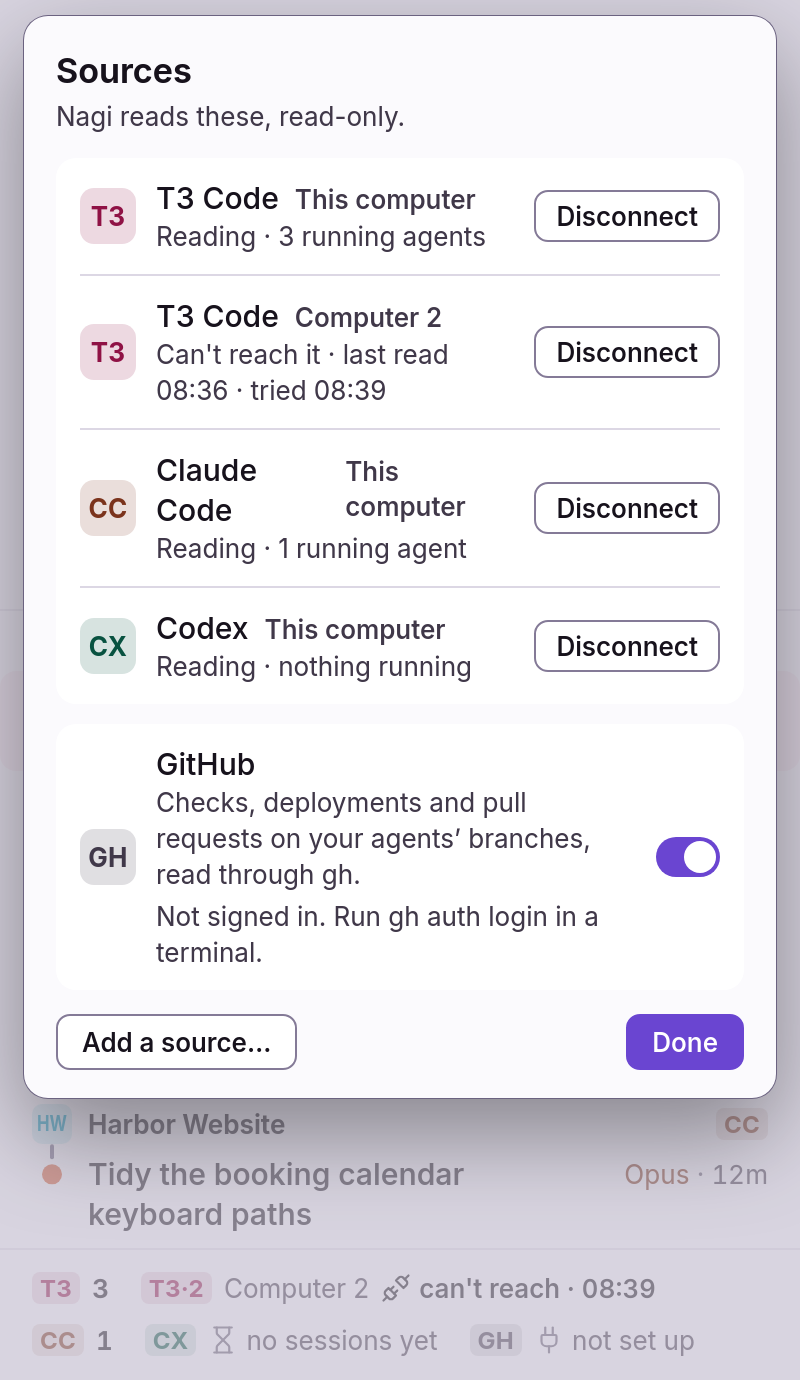 Sources
Nagi reads these, read-only.
T3 T3 Code This computer Disconnect
Reading · 3 running agents
T3 T3 Code Computer 2 Disconnect
Can't reach it · last read
08:36 · tried 08:39
CC Claude Code This computer Disconnect
Reading · 1 running agent
CX Codex This computer Disconnect
Reading · nothing running
GitHub
GH Checks, deployments and pull
requests on your agents’ branches,
read through gh.
Not signed in. Run gh auth login in a
terminal.
Add a source... Done
HW Harbor Website CC
Tidy the booking calendar Opus · 12m
keyboard paths
T3 3 T3·2 Computer 2 can't reach · 08:39
CC 1 CX no sessions yet GH not set up